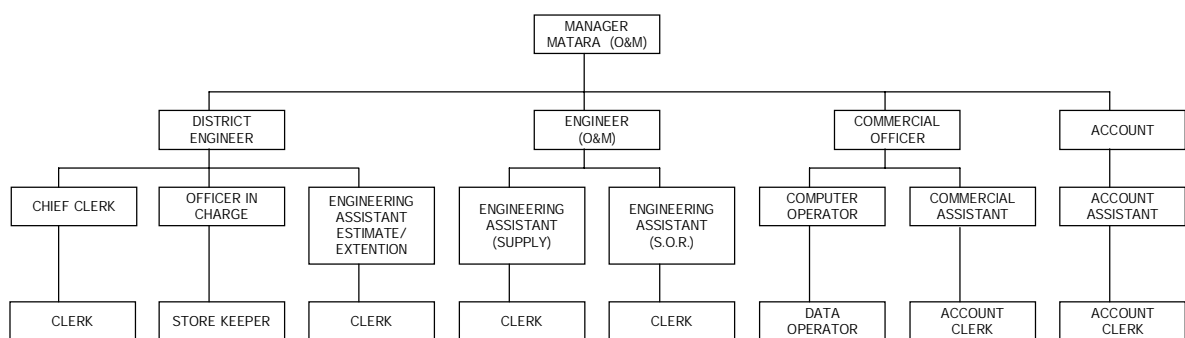 MANAGER
MATARA (O&M)
DISTRICT
ENGINEER
ENGINEER
(O&M)
COMMERCIAL
OFFICER
ACCOUNT
CHIEF CLERK
OFFICER IN
CHARGE
ENGINEERING
ASSISTANT
ESTIMATE/
EXTENTION
ENGINEERING
ASSISTANT
(SUPPLY)
ENGINEERING
ASSISTANT
(S.O.R.)
COMPUTER
OPERATOR
COMMERCIAL
ASSISTANT
ACCOUNT
ASSISTANT
CLERK
STORE KEEPER
CLERK
CLERK
CLERK
DATA
OPERATOR
ACCOUNT
CLERK
ACCOUNT
CLERK